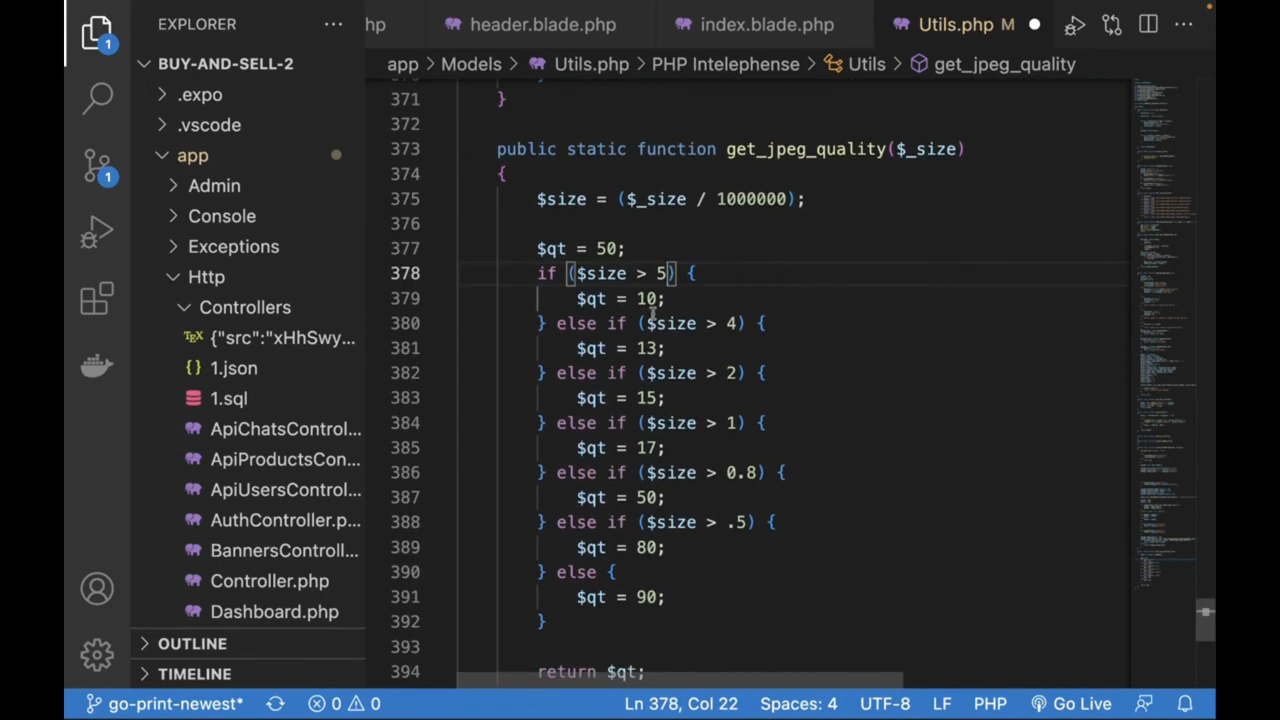 EXPLORER
hp
header.blade.php
index.blade.php
Utils.php M
1
BUY-AND-SELL-2
app > Models > Utils.php > PHP Intelephense > Utils > get_jpeg_quality
.expo
.vscode
app
Admin
Console
Exceptions
Http
Controllers
{"src":"xHhSwy...
1.json
1.sql
ApiChatsControl...
ApiProductsCon...
ApiUsersControl...
AuthController.p...
BannersControll...
Controller.php
Dashboard.php
OUTLINE
TIMELINE
1
371 }
372
373 public static function get_jpeg_quality($_size)
374 {
375 $size = ($_size / 1000000);
376
377 $qt = 50;
378 if ($size > 5) {
379 $qt = 10;
380 } else if ($size > 4) {
381 $qt = 13;
382 } else if ($size > 2) {
383 $qt = 15;
384 } else if ($size > 1) {
385 $qt = 17;
386 } else if ($size > 0.8) {
387 $qt = 50;
388 } else if ($size > .5) {
389 $qt = 80;
390 } else {
391 $qt = 90;
392 }
393
394 return $qt;
go-print-newest* 0 0 Ln 378, Col 22 Spaces: 4 UTF-8 LF PHP Go Live